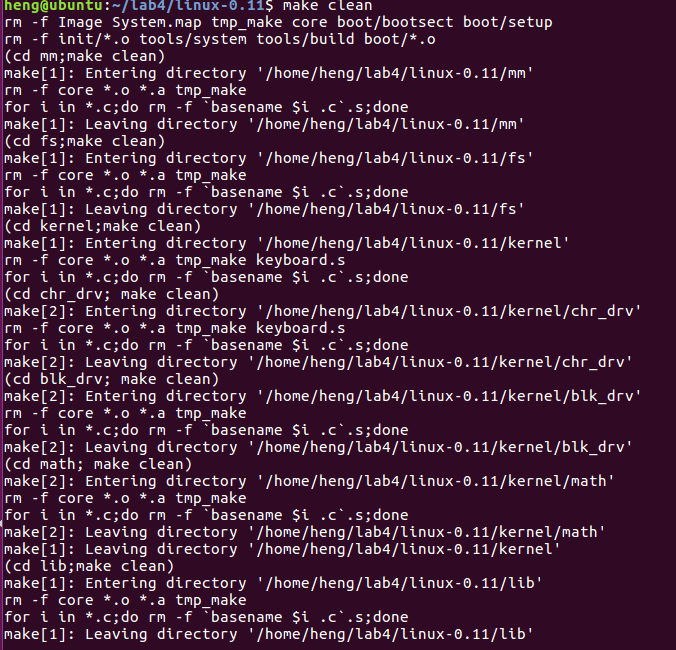 heng@ubuntu:~/lab4/linux-0.11$ make clean
rm -f Image System.map tmp_make core boot/bootsect boot/setup
rm -f init/*.o tools/system tools/build boot/*.o
(cd mm;make clean)
make[1]: Entering directory '/home/heng/lab4/linux-0.11/mm'
rm -f core *.o *.a tmp_make
for i in *.c;do rm -f `basename $i .c`.s;done
make[1]: Leaving directory '/home/heng/lab4/linux-0.11/mm'
(cd fs;make clean)
make[1]: Entering directory '/home/heng/lab4/linux-0.11/fs'
rm -f core *.o *.a tmp_make
for i in *.c;do rm -f `basename $i .c`.s;done
make[1]: Leaving directory '/home/heng/lab4/linux-0.11/fs'
(cd kernel;make clean)
make[1]: Entering directory '/home/heng/lab4/linux-0.11/kernel'
rm -f core *.o *.a tmp_make keyboard.s
for i in *.c;do rm -f `basename $i .c`.s;done
(cd chr_drv; make clean)
make[2]: Entering directory '/home/heng/lab4/linux-0.11/kernel/chr_drv'
rm -f core *.o *.a tmp_make keyboard.s
for i in *.c;do rm -f `basename $i .c`.s;done
make[2]: Leaving directory '/home/heng/lab4/linux-0.11/kernel/chr_drv'
(cd blk_drv; make clean)
make[2]: Entering directory '/home/heng/lab4/linux-0.11/kernel/blk_drv'
rm -f core *.o *.a tmp_make
for i in *.c;do rm -f `basename $i .c`.s;done
make[2]: Leaving directory '/home/heng/lab4/linux-0.11/kernel/blk_drv'
(cd math; make clean)
make[2]: Entering directory '/home/heng/lab4/linux-0.11/kernel/math'
rm -f core *.o *.a tmp_make
for i in *.c;do rm -f `basename $i .c`.s;done
make[2]: Leaving directory '/home/heng/lab4/linux-0.11/kernel/math'
make[1]: Leaving directory '/home/heng/lab4/linux-0.11/kernel'
(cd lib;make clean)
make[1]: Entering directory '/home/heng/lab4/linux-0.11/lib'
rm -f core *.o *.a tmp_make
for i in *.c;do rm -f `basename $i .c`.s;done
make[1]: Leaving directory '/home/heng/lab4/linux-0.11/lib'